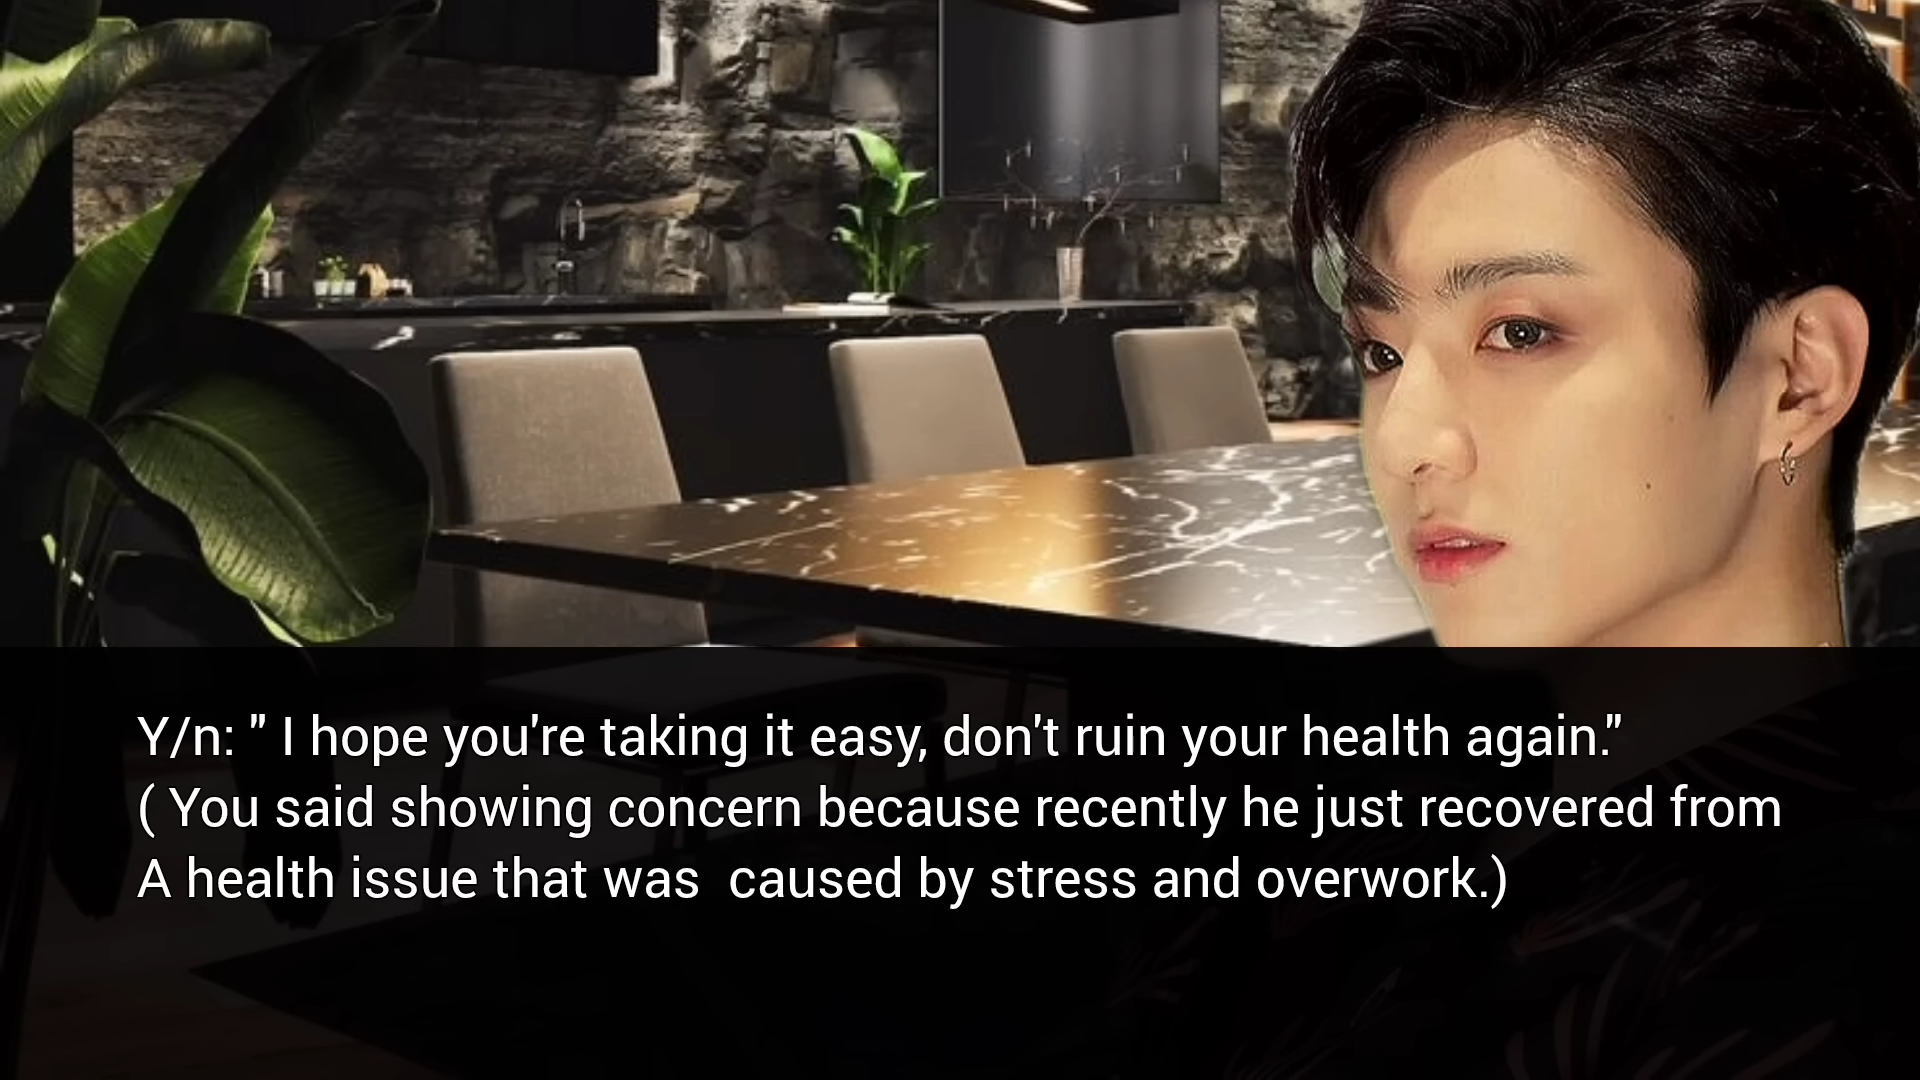 Y/n: " I hope you're taking it easy, don't ruin your health again."
( You said showing concern because recently he just recovered from
A health issue that was  caused by stress and overwork.)